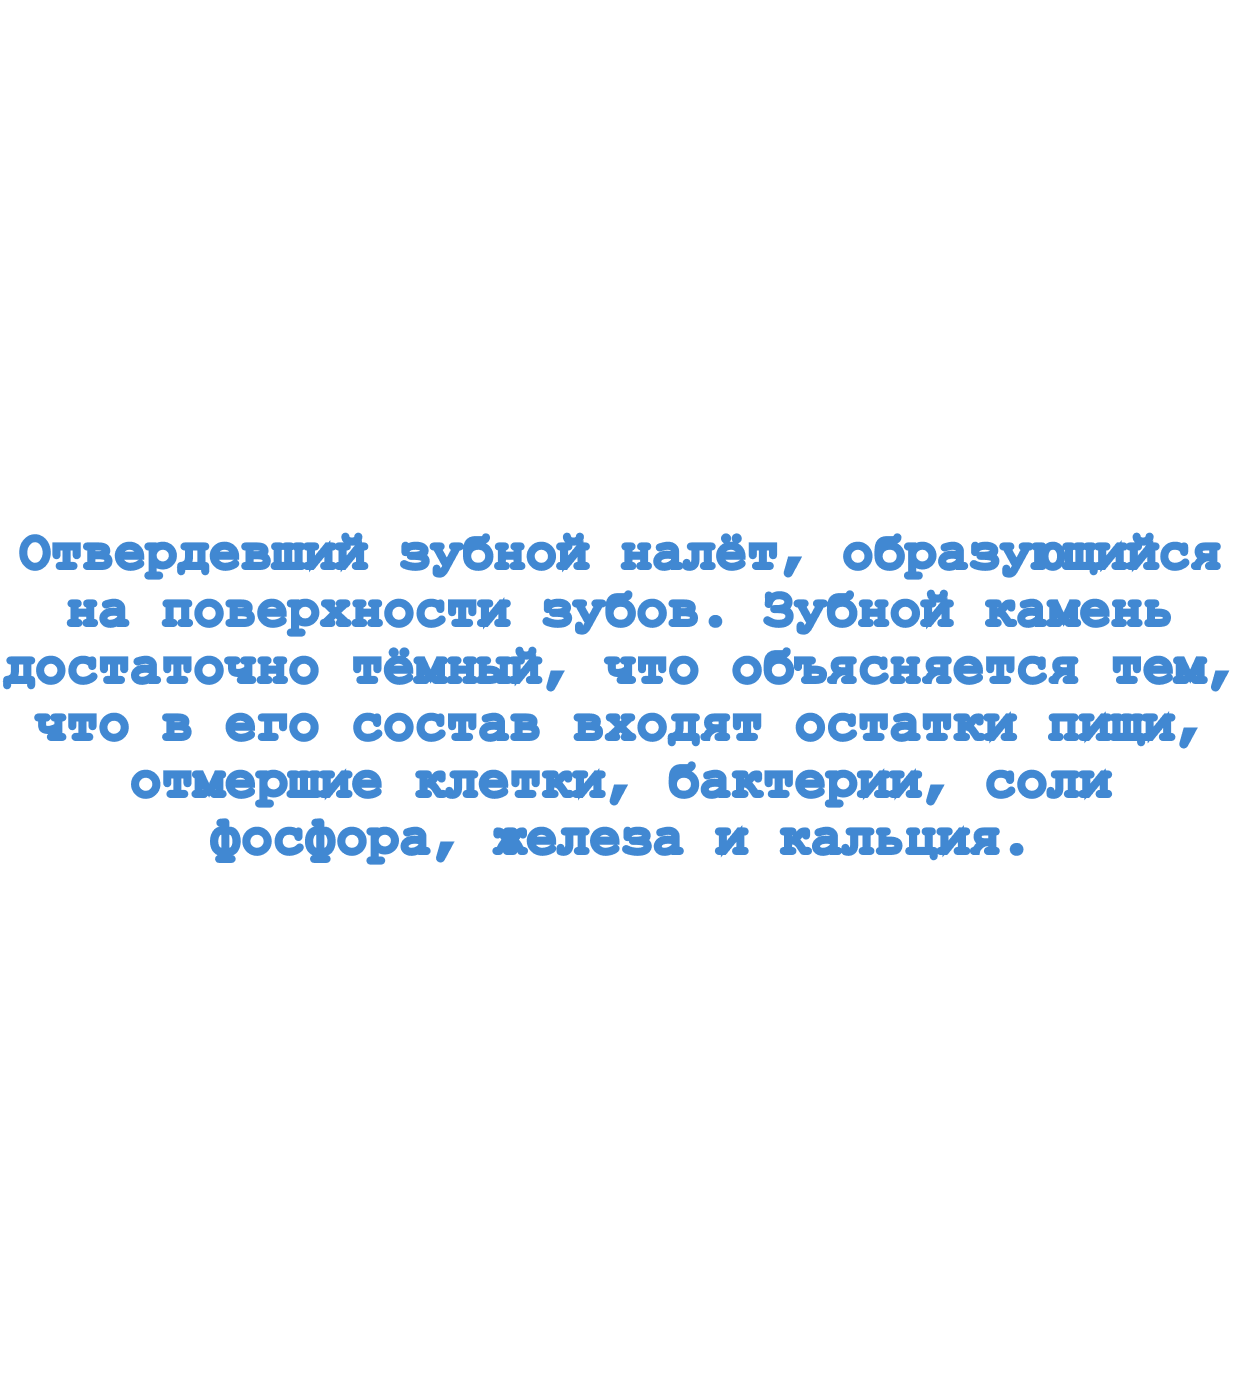 Отвердевший зубной налёт, образующийся
на поверхности зубов. Зубной камень
достаточно тёмный, что объясняется тем,
что в его состав входят остатки пищи,
отмершие клетки, бактерии, соли
фосфора, железа и кальция.